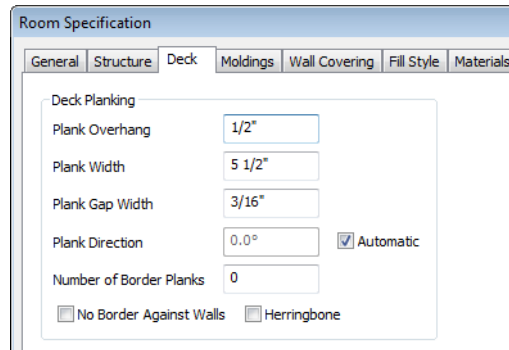 Room Specification
General Structure Deck Moldings Wall Covering Fill Style Materials
Deck Planking
Plank Overhang 1/2"
Plank Width 5 1/2"
Plank Gap Width 3/16"
Plank Direction 0.0° Automatic
Number of Border Planks 0
No Border Against Walls Herringbone